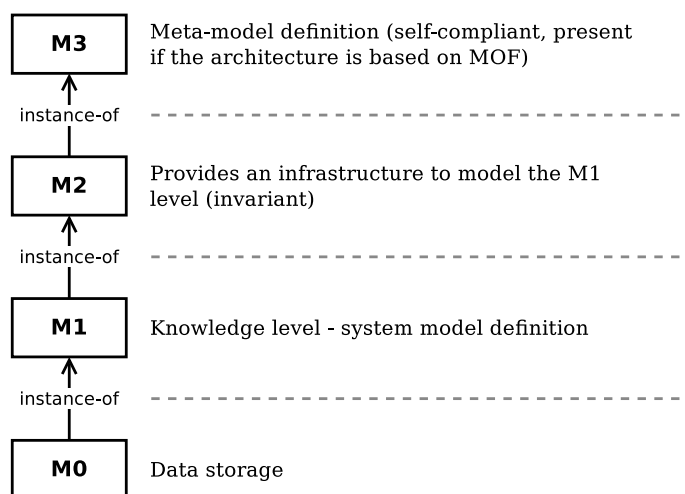 M3
Meta-model definition (self-compliant, present
if the architecture is based on MOF)
instance-of
M2
Provides an infrastructure to model the M1
level (invariant)
instance-of
M1
Knowledge level - system model definition
instance-of
M0
Data storage